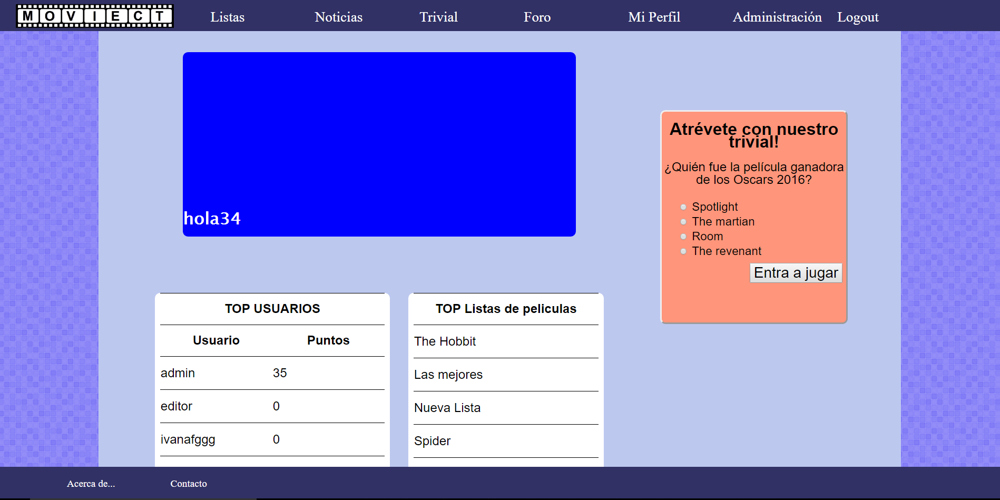 MOVIECT Listas Noticias Trivial Foro Mi Perfil Administración Logout
hola34
Atrévete con nuestro
trivial!
¿Quién fue la película ganadora
de los Oscars 2016?
Spotlight
The martian
Room
The revenant
Entra a jugar
TOP USUARIOS
Usuario Puntos
admin 35
editor 0
ivanafggg 0
TOP Listas de peliculas
The Hobbit
Las mejores
Nueva Lista
Spider
Acerca de... Contacto